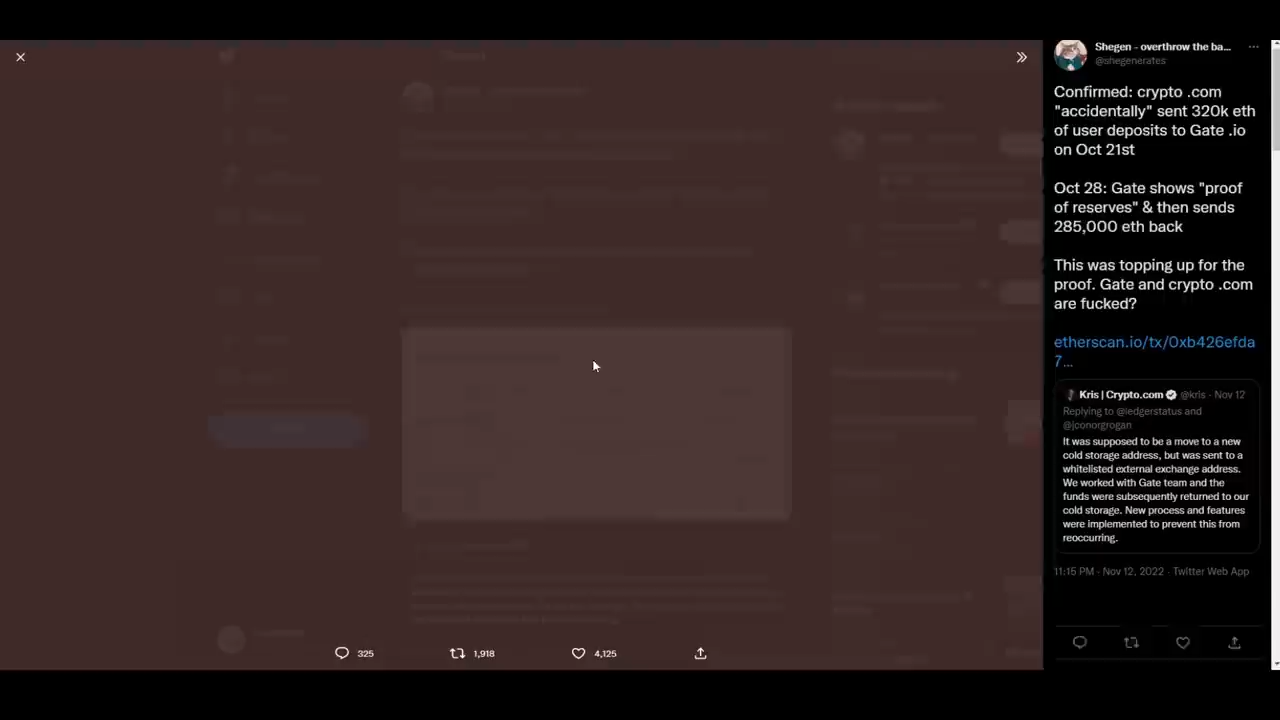 Shegen - overthrow the ba...
@shegenerates
Confirmed: crypto .com
"accidentally" sent 320k eth
of user deposits to Gate .io
on Oct 21st
Oct 28: Gate shows "proof
of reserves" & then sends
285,000 eth back
This was topping up for the
proof. Gate and crypto .com
are fucked?
etherscan.io/tx/0xb426efda
7...
Kris | Crypto.com @kris · Nov 12
Replying to @ledgerstatus and
@jconorgrogan
It was supposed to be a move to a new
cold storage address, but was sent to a
whitelisted external exchange address.
We worked with Gate team and the
funds were subsequently returned to our
cold storage. New process and features
were implemented to prevent this from
reoccurring.
11:15 PM · Nov 12, 2022 · Twitter Web App
325
1,918
4,125